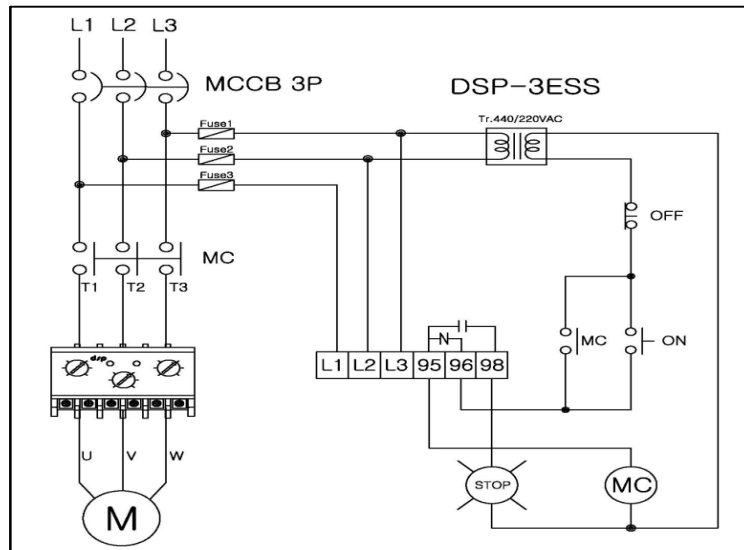 L1 L2 L3
MCCB 3P
DSP-3ESS
Tr.440/220VAC
Fuse1
Fuse2
Fuse3
OFF
MC
T1 T2 T3
dsp
MC ON
L1 L2 L3 95 96 98
N
U V W
STOP
MC
M